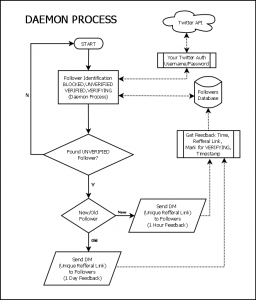 DAEMON PROCESS
Twitter API
START
Your Twitter Auth
Username/Password
Follower Identification
BLOCKED,UNVERIFIED
VERIFIED,VERIFYING
(Daemon Process)
Followers
Database
N
Get Feedback Time,
Refferal Link,
Mark for VERIFYING,
Timestamp
Found UNVERIFIED
Follower?
Y
New/Old
Follower
New
Send DM
(Unique Refferal Link)
to Followers
(1 Hour Feedback)
Old
Send DM
(Unique Refferal Link)
to Followers
(1 Day Feedback)